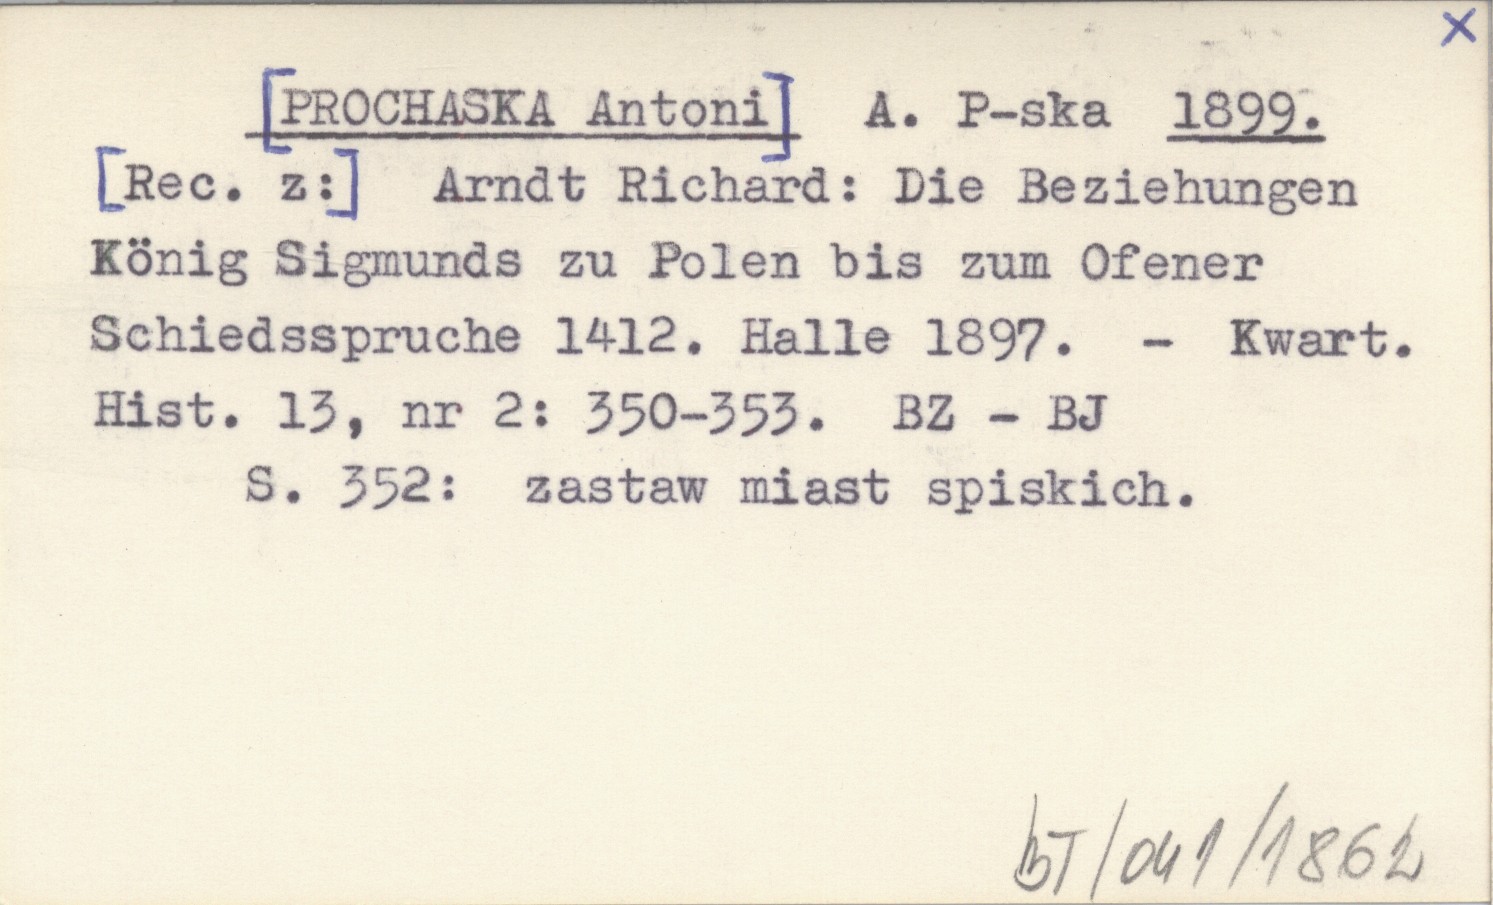 X
[PROCHASKA Antoni] A. P-ska 1899.
[Rec. z:] Arndt Richard: Die Beziehungen
König Sigmunds zu Polen bis zum Ofener
Schiedsspruche 1412. Halle 1897. - Kwart.
Hist. 13, nr 2: 350-353. BZ - BJ
S. 352: zastaw miast spiskich.
BT/041/1862